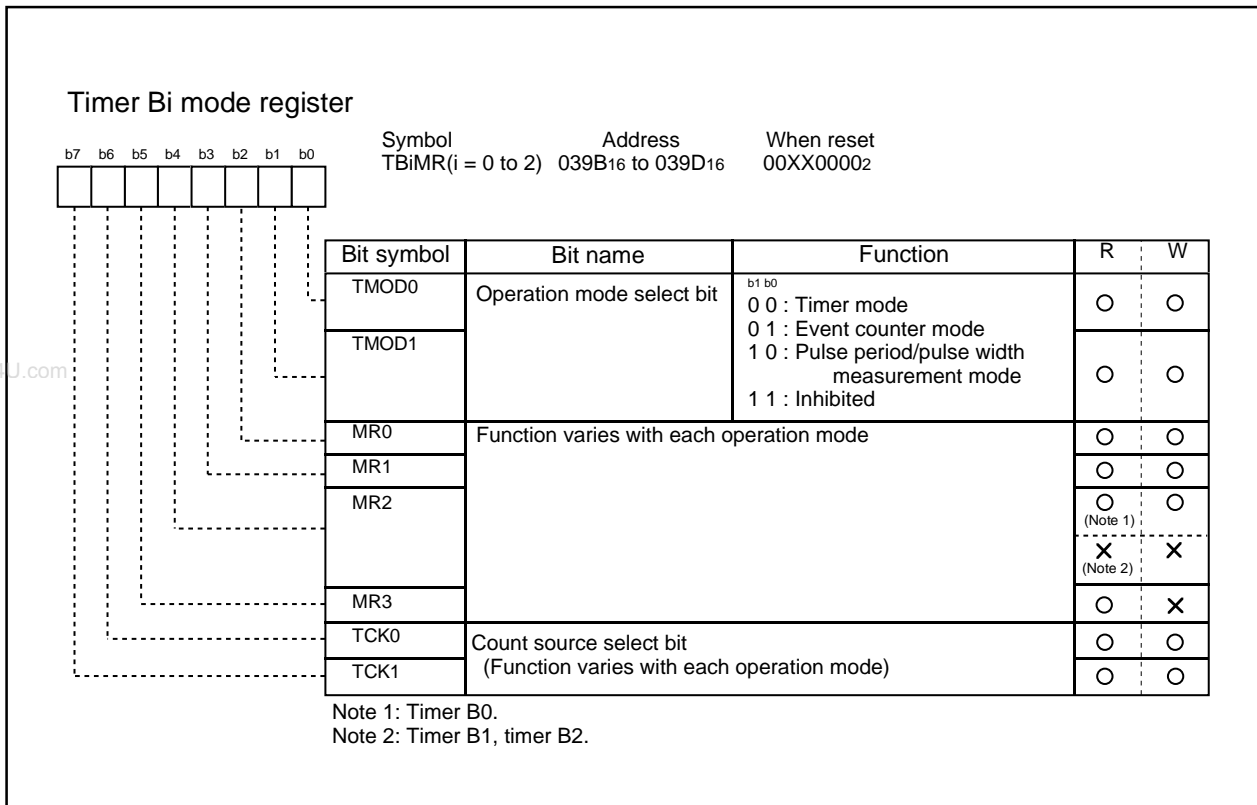 Timer Bi mode register
Symbol Address When reset
TBiMR(i = 0 to 2) 039B16 to 039D16 00XX00002
b7 b6 b5 b4 b3 b2 b1 b0
Bit symbol Bit name Function R W
TMOD0 Operation mode select bit b1 b0
0 0 : Timer mode
0 1 : Event counter mode
TMOD1 1 0 : Pulse period/pulse width
measurement mode
1 1 : Inhibited
MR0 Function varies with each operation mode
MR1
MR2
(Note 1)
(Note 2)
MR3
TCK0 Count source select bit
TCK1 (Function varies with each operation mode)
Note 1: Timer B0.
Note 2: Timer B1, timer B2.
4U.com